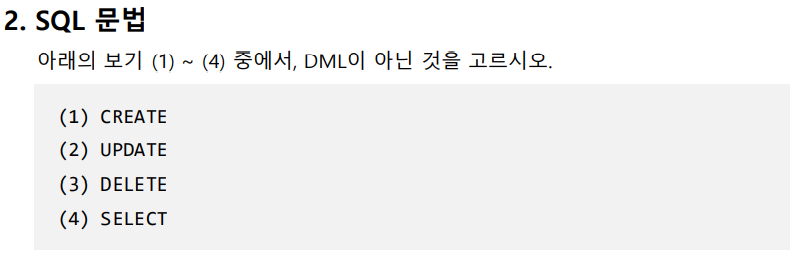 2. SQL 문법
아래의 보기 (1) ~ (4) 중에서, DML이 아닌 것을 고르시오.
(1) CREATE
(2) UPDATE
(3) DELETE
(4) SELECT